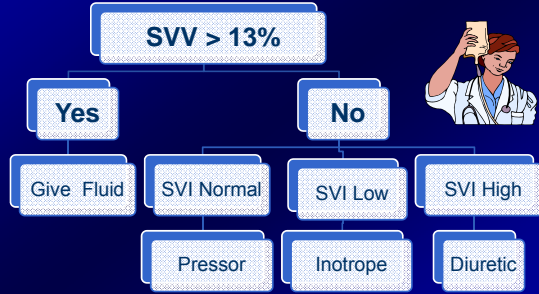 SVV > 13%
Yes
No
Give Fluid
SVI Normal
SVI Low
SVI High
Pressor
Inotrope
Diuretic